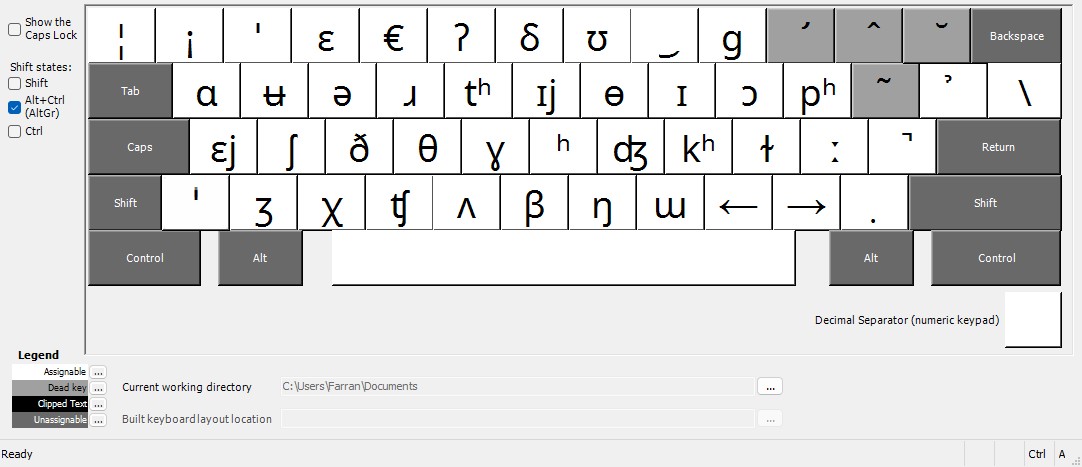 Show the
Caps Lock
Shift states:
Shift
Alt+Ctrl
(AltGr)
Ctrl
¦ ¡ ' ɛ € ʔ δ ʊ ‿ ɡ ˊ ˆ ˘ Backspace
Tab ɑ ʉ ə ɹ tʰ ɪj ɵ ɪ ɔ pʰ ˜ ᾿ \
Caps ɛj ʃ ð θ ɣ ʰ ʤ kʰ ɫ ː ̚ Return
Shift ˈ ʒ χ ʧ ʌ β ŋ ɯ ← → . Shift
Control Alt Alt Control
Decimal Separator (numeric keypad)
Legend
Assignable ...
Dead key ...
Clipped Text ...
Unassignable ...
Current working directory C:\Users\Farran\Documents ...
Built keyboard layout location ...
Ready Ctrl A